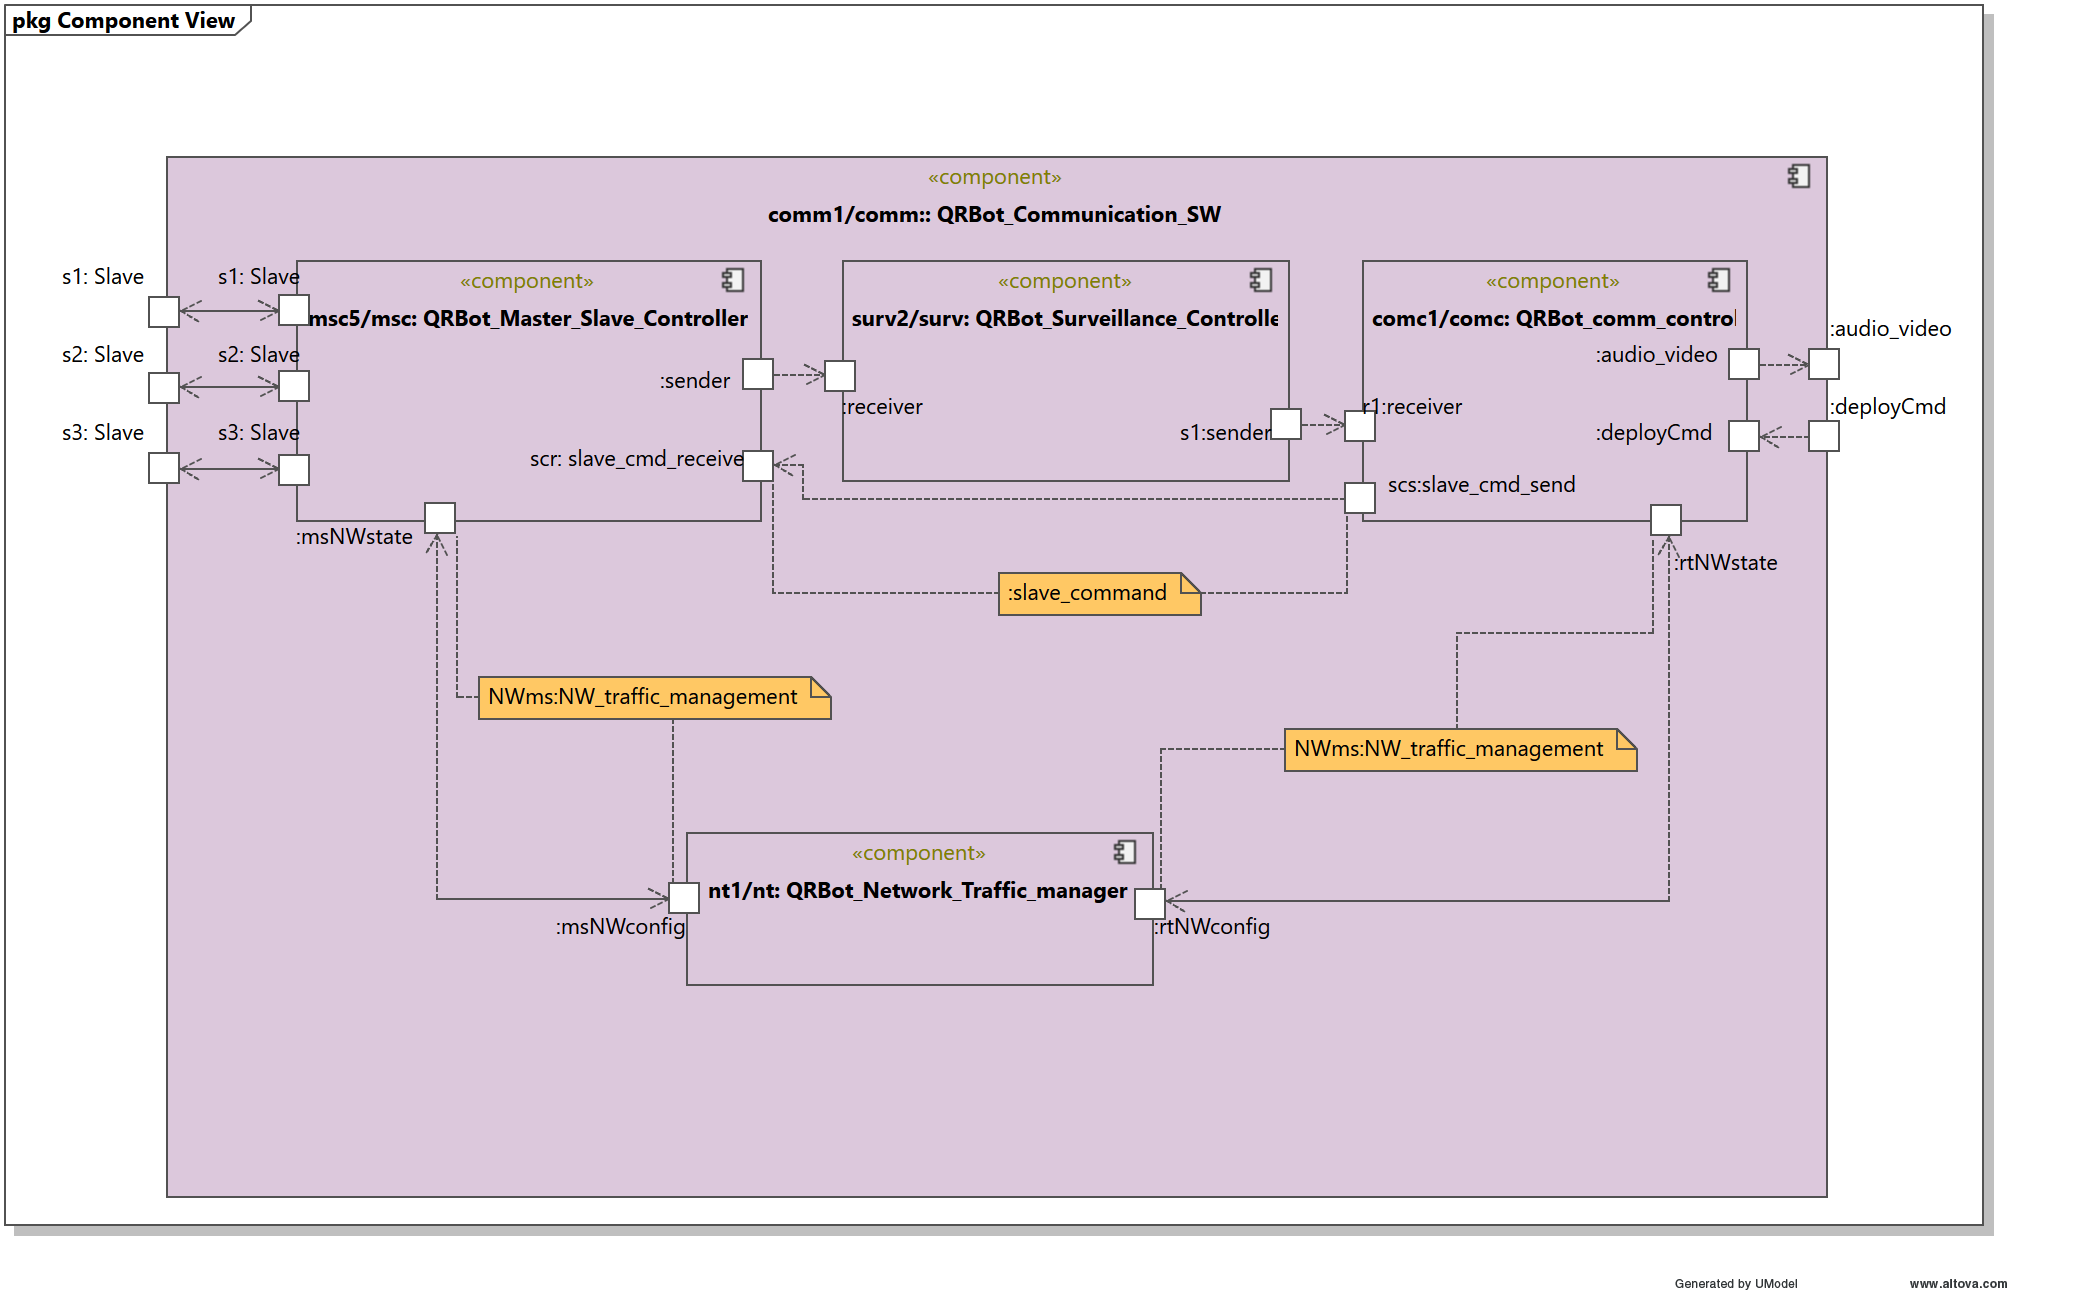 pkg Component View
«component»
comm1/comm:: QRBot_Communication_SW
s1: Slave
s1: Slave
«component»
«component»
«component»
msc5/msc: QRBot_Master_Slave_Controller
surv2/surv: QRBot_Surveillance_Controlle
comc1/comc: QRBot_comm_control
:audio_video
s2: Slave
s2: Slave
:audio_video
:sender
:receiver
r1:receiver
:deployCmd
s3: Slave
s3: Slave
s1:sender
:deployCmd
scr: slave_cmd_receive
scs:slave_cmd_send
:msNWstate
:rtNWstate
:slave_command
NWms:NW_traffic_management
NWms:NW_traffic_management
«component»
nt1/nt: QRBot_Network_Traffic_manager
:msNWconfig
:rtNWconfig
Generated by UModel
www.altova.com